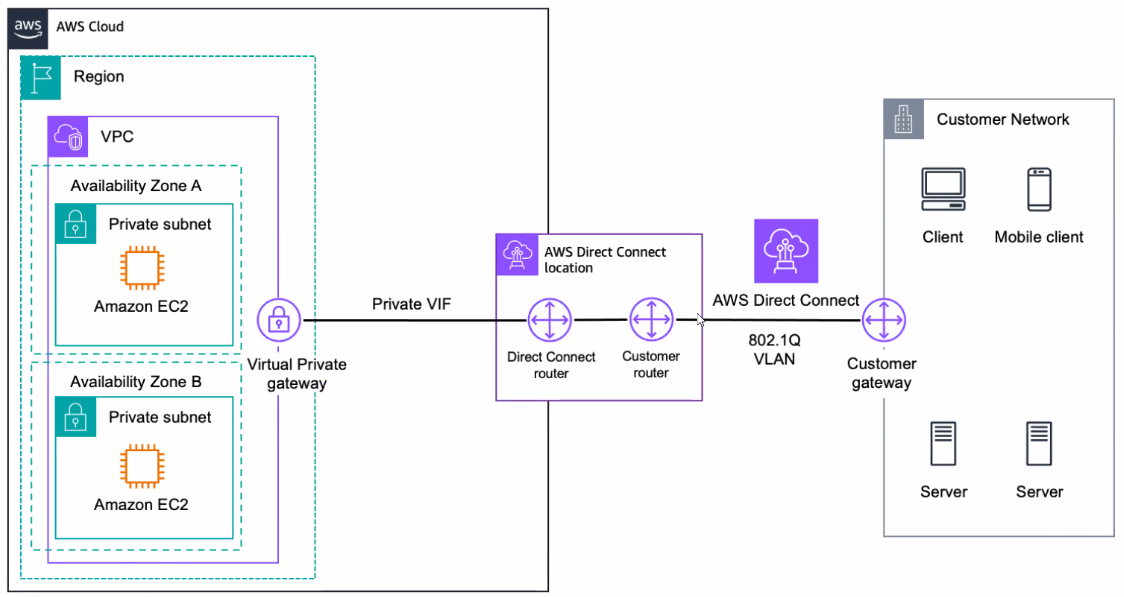 aws
AWS Cloud
Region
VPC
Availability Zone A
Private subnet
Amazon EC2
Virtual Private
gateway
Availability Zone B
Private subnet
Amazon EC2
Private VIF
AWS Direct Connect
location
Direct Connect
router
Customer
router
AWS Direct Connect
802.1Q
VLAN
Customer
gateway
Customer Network
Client
Mobile client
Server
Server